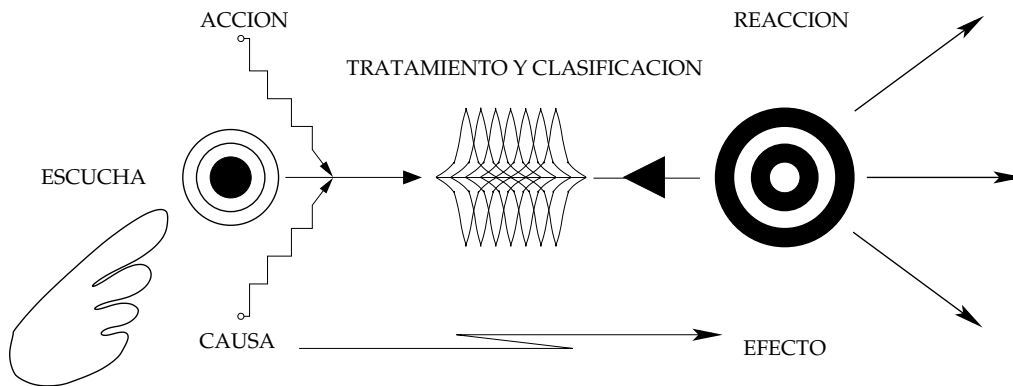 ACCION
REACCION
TRATAMIENTO Y CLASIFICACION
ESCUCHA
CAUSA
EFECTO